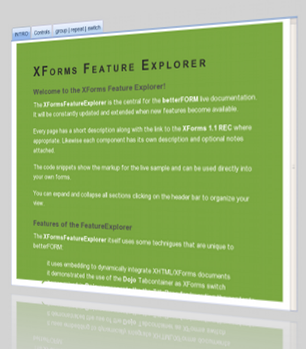 INTRO Controls group | repeat | switch
XFORMS FEATURE EXPLORER
Welcome to the XForms Feature Explorer!
The XFormsFeatureExplorer is the central for the betterFORM live documentation.
It will be constantly updated and extended when new features become available.
Every page has a short description along with the link to the XForms 1.1 REC where
appropriate. Likewise each component has its own description and optional notes
attached.
The code snippets show the markup for the live sample and can be used directly into
your own forms.
You can expand and collapse all sections clicking on the header bar to organize your
view.
Features of the FeatureExplorer
The XFormsFeatureExplorer itself uses some techniques that are unique to
betterFORM:
it uses embedding to dynamically integrate XHTML/XForms documents
it demonstrated the use of the Dojo Tabcontainer as XForms switch